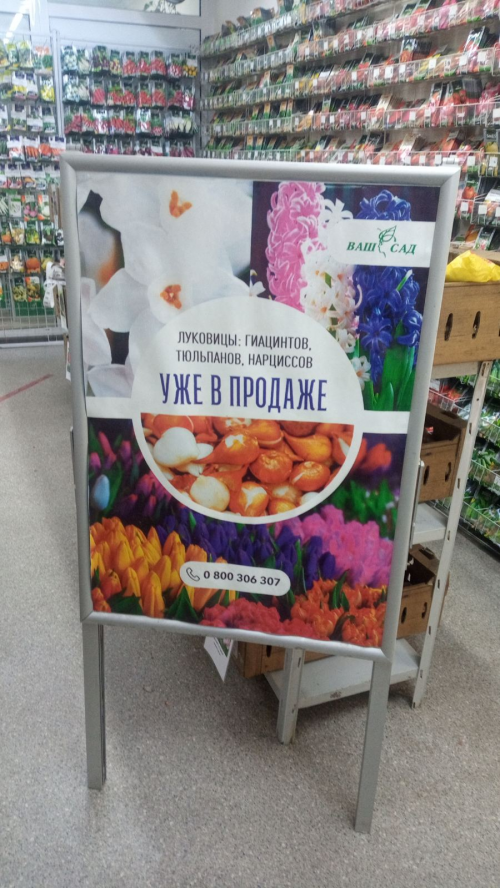 ВАШ САД
ЛУКОВИЦЫ: ГИАЦИНТОВ,
ТЮЛЬПАНОВ, НАРЦИССОВ
УЖЕ В ПРОДАЖЕ
0 800 306 307